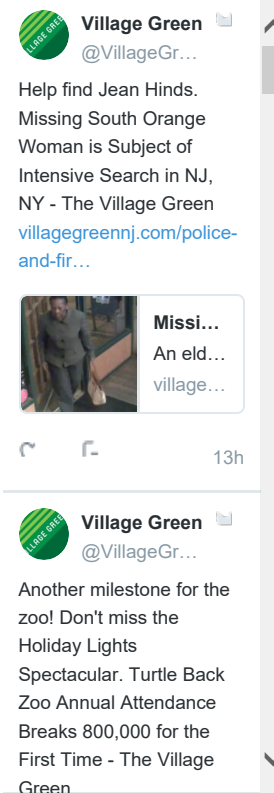 Village Green
@VillageGr…
Help find Jean Hinds.
Missing South Orange
Woman is Subject of
Intensive Search in NJ,
NY - The Village Green
villagegreennj.com/police-
and-fir…
Missi…
An eld…
village…
13h
VILLAGE GREEN
Village Green
@VillageGr…
Another milestone for the
zoo! Don't miss the
Holiday Lights
Spectacular. Turtle Back
Zoo Annual Attendance
Breaks 800,000 for the
First Time - The Village
Green